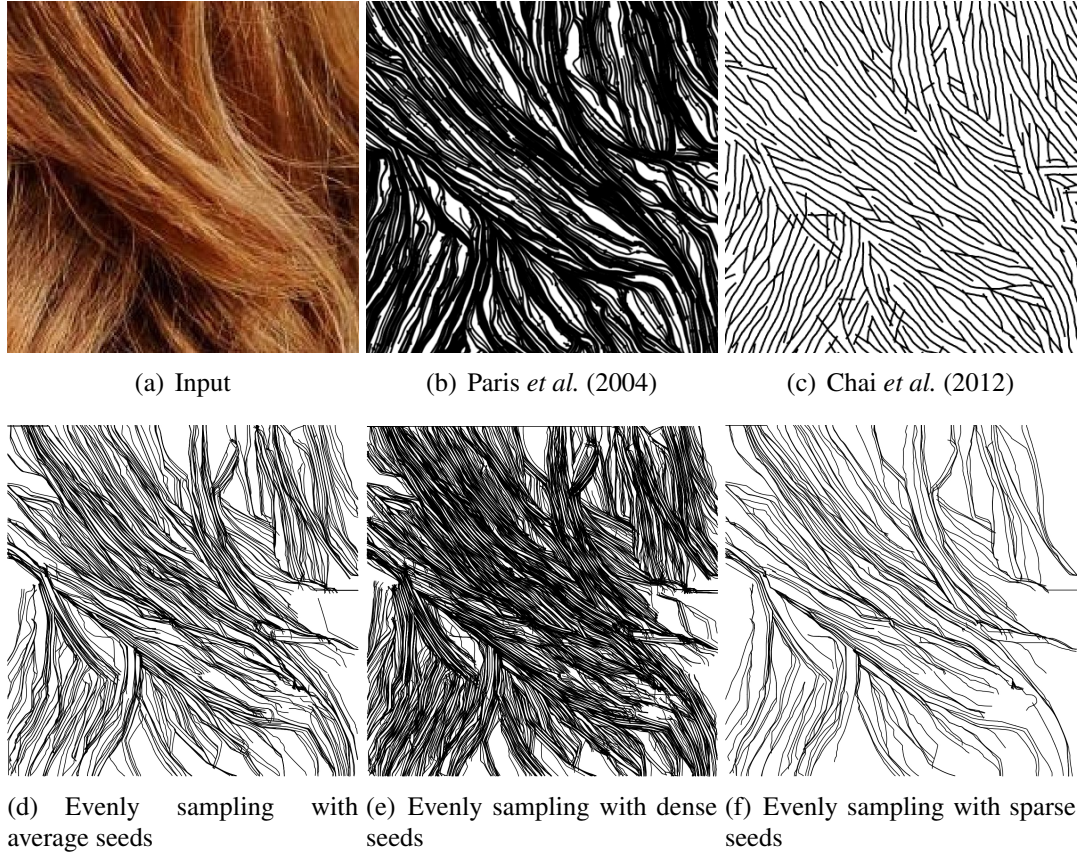 (a) Input
(b) Paris et al. (2004)
(c) Chai et al. (2012)
(d) Evenly sampling with
average seeds
(e) Evenly sampling with dense
seeds
(f) Evenly sampling with sparse
seeds